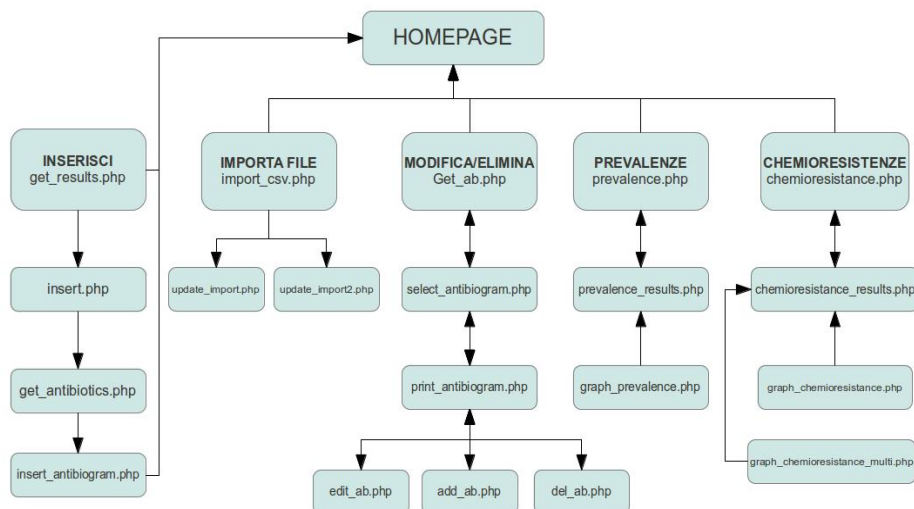 HOMEPAGE
INSERISCI
get_results.php
IMPORTA FILE
import_csv.php
MODIFICA/ELIMINA
Get_ab.php
PREVALENZE
prevalence.php
CHEMIORESISTENZE
chemioresistance.php
insert.php
update_import.php
update_import2.php
select_antibiogram.php
prevalence_results.php
chemioresistance_results.php
get_antibiotics.php
print_antibiogram.php
graph_prevalence.php
graph_chemioresistance.php
insert_antibiogram.php
graph_chemioresistance_multi.php
edit_ab.php
add_ab.php
del_ab.php